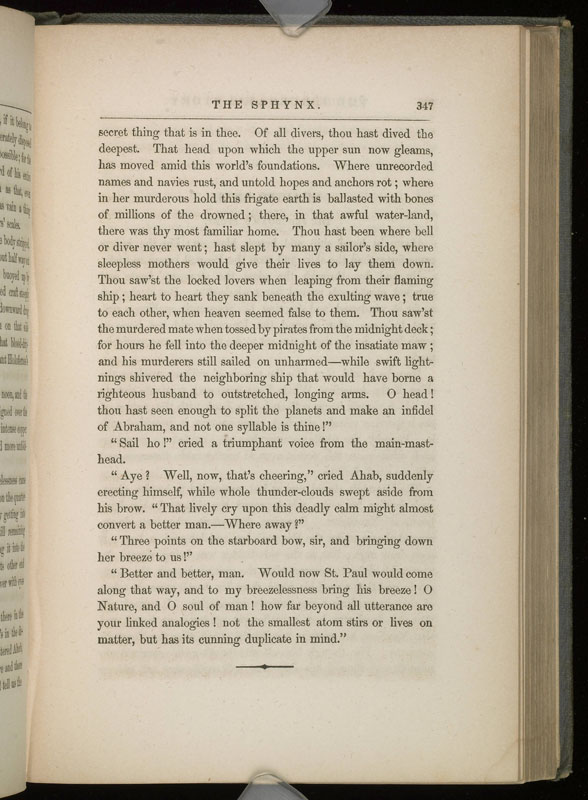 if it belong
possible; for the
THE SPHYNX. 347
secret thing that is in thee. Of all divers, thou hast dived the
deepest. That head upon which the upper sun now gleams,
has moved amid this world's foundations. Where unrecorded
names and navies rust, and untold hopes and anchors rot; where
in her murderous hold this frigate earth is ballasted with bones
of millions of the drowned; there, in that awful water-land,
there was thy most familiar home. Thou hast been where bell
or diver never went; hast slept by many a sailor's side, where
sleepless mothers would give their lives to lay them down.
Thou saw'st the locked lovers when leaping from their flaming
ship; heart to heart they sank beneath the exulting wave; true
to each other, when heaven seemed false to them. Thou saw'st
the murdered mate when tossed by pirates from the midnight deck;
for hours he fell into the deeper midnight of the insatiate maw;
and his murderers still sailed on unharmed—while swift light-
nings shivered the neighboring ship that would have borne a
righteous husband to outstretched, longing arms. O head!
thou hast seen enough to split the planets and make an infidel
of Abraham, and not one syllable is thine!"
"Sail ho!" cried a triumphant voice from the main-mast-
head.
"Aye? Well, now, that's cheering," cried Ahab, suddenly
erecting himself, while whole thunder-clouds swept aside from
his brow. "That lively cry upon this deadly calm might almost
convert a better man.—Where away?"
"Three points on the starboard bow, sir, and bringing down
her breeze to us!"
"Better and better, man. Would now St. Paul would come
along that way, and to my breezelessness bring his breeze! O
Nature, and O soul of man! how far beyond all utterance are
your linked analogies! not the smallest atom stirs or lives on
matter, but has its cunning duplicate in mind."